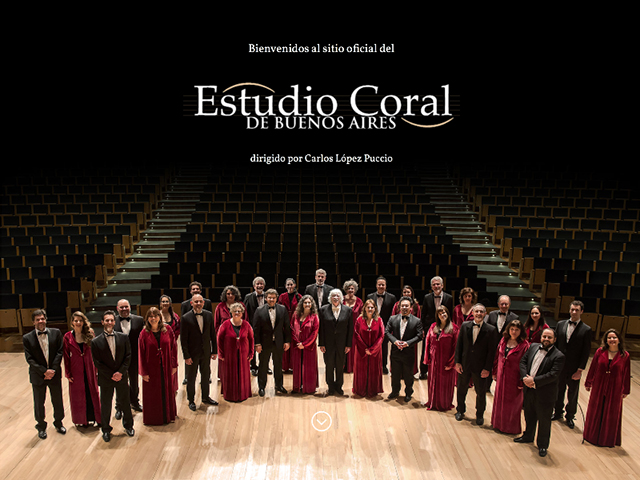 Bienvenidos al sitio oficial del
Estudio Coral
DE BUENOS AIRES
dirigido por Carlos López Puccio